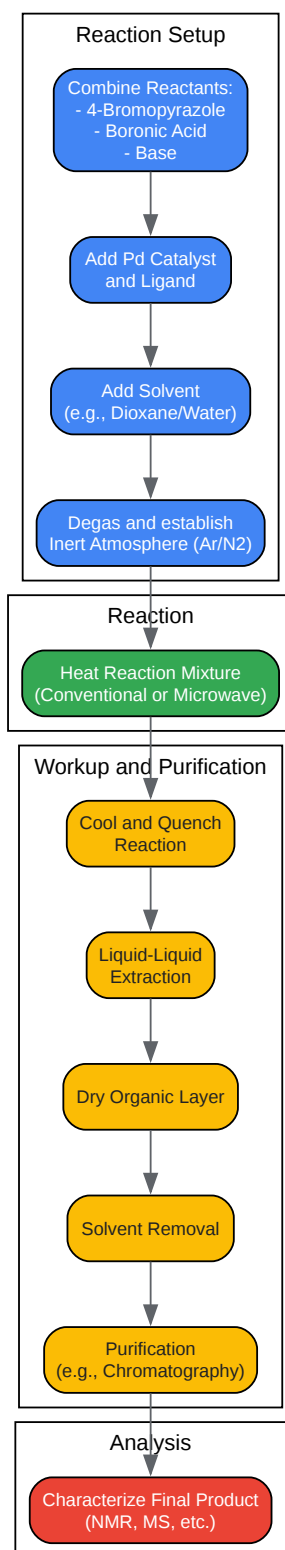 Reaction Setup
Combine Reactants:
- 4-Bromopyrazole
- Boronic Acid
- Base
Add Pd Catalyst
and Ligand
Add Solvent
(e.g., Dioxane/Water)
Degas and establish
Inert Atmosphere (Ar/N2)
Reaction
Heat Reaction Mixture
(Conventional or Microwave)
Workup and Purification
Cool and Quench
Reaction
Liquid-Liquid
Extraction
Dry Organic Layer
Solvent Removal
Purification
(e.g., Chromatography)
Analysis
Characterize Final Product
(NMR, MS, etc.)